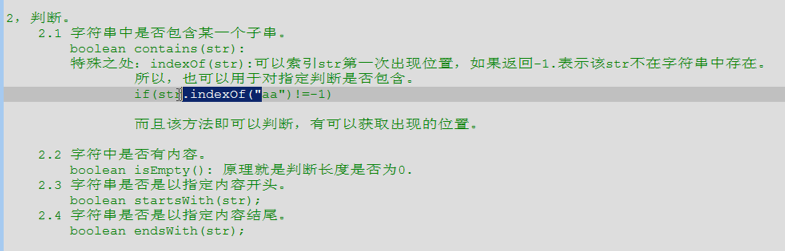 2，判断。
2.1 字符串中是否包含某一个子串。
boolean contains(str):
特殊之处：indexOf(str):可以索引str第一次出现位置，如果返回-1.表示该str不在字符串中存在。
所以，也可以用于对指定判断是否包含。
if(str.indexOf("aa")!=-1)
而且该方法即可以判断，有可以获取出现的位置。
2.2 字符中是否有内容。
boolean isEmpty(): 原理就是判断长度是否为0.
2.3 字符串是否是以指定内容开头。
boolean startsWith(str);
2.4 字符串是否是以指定内容结尾。
boolean endsWith(str);